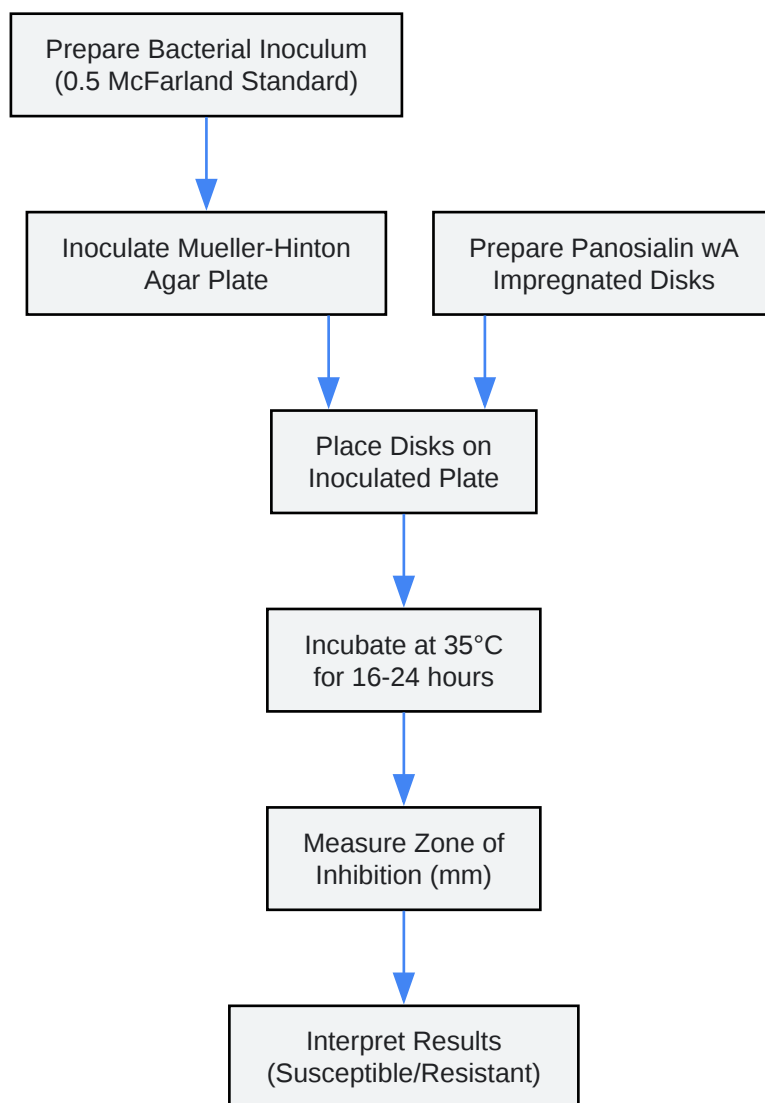 Prepare Bacterial Inoculum
(0.5 McFarland Standard)
Inoculate Mueller-Hinton
Agar Plate
Prepare Panosialin wA
Impregnated Disks
Place Disks on
Inoculated Plate
Incubate at 35°C
for 16-24 hours
Measure Zone of
Inhibition (mm)
Interpret Results
(Susceptible/Resistant)